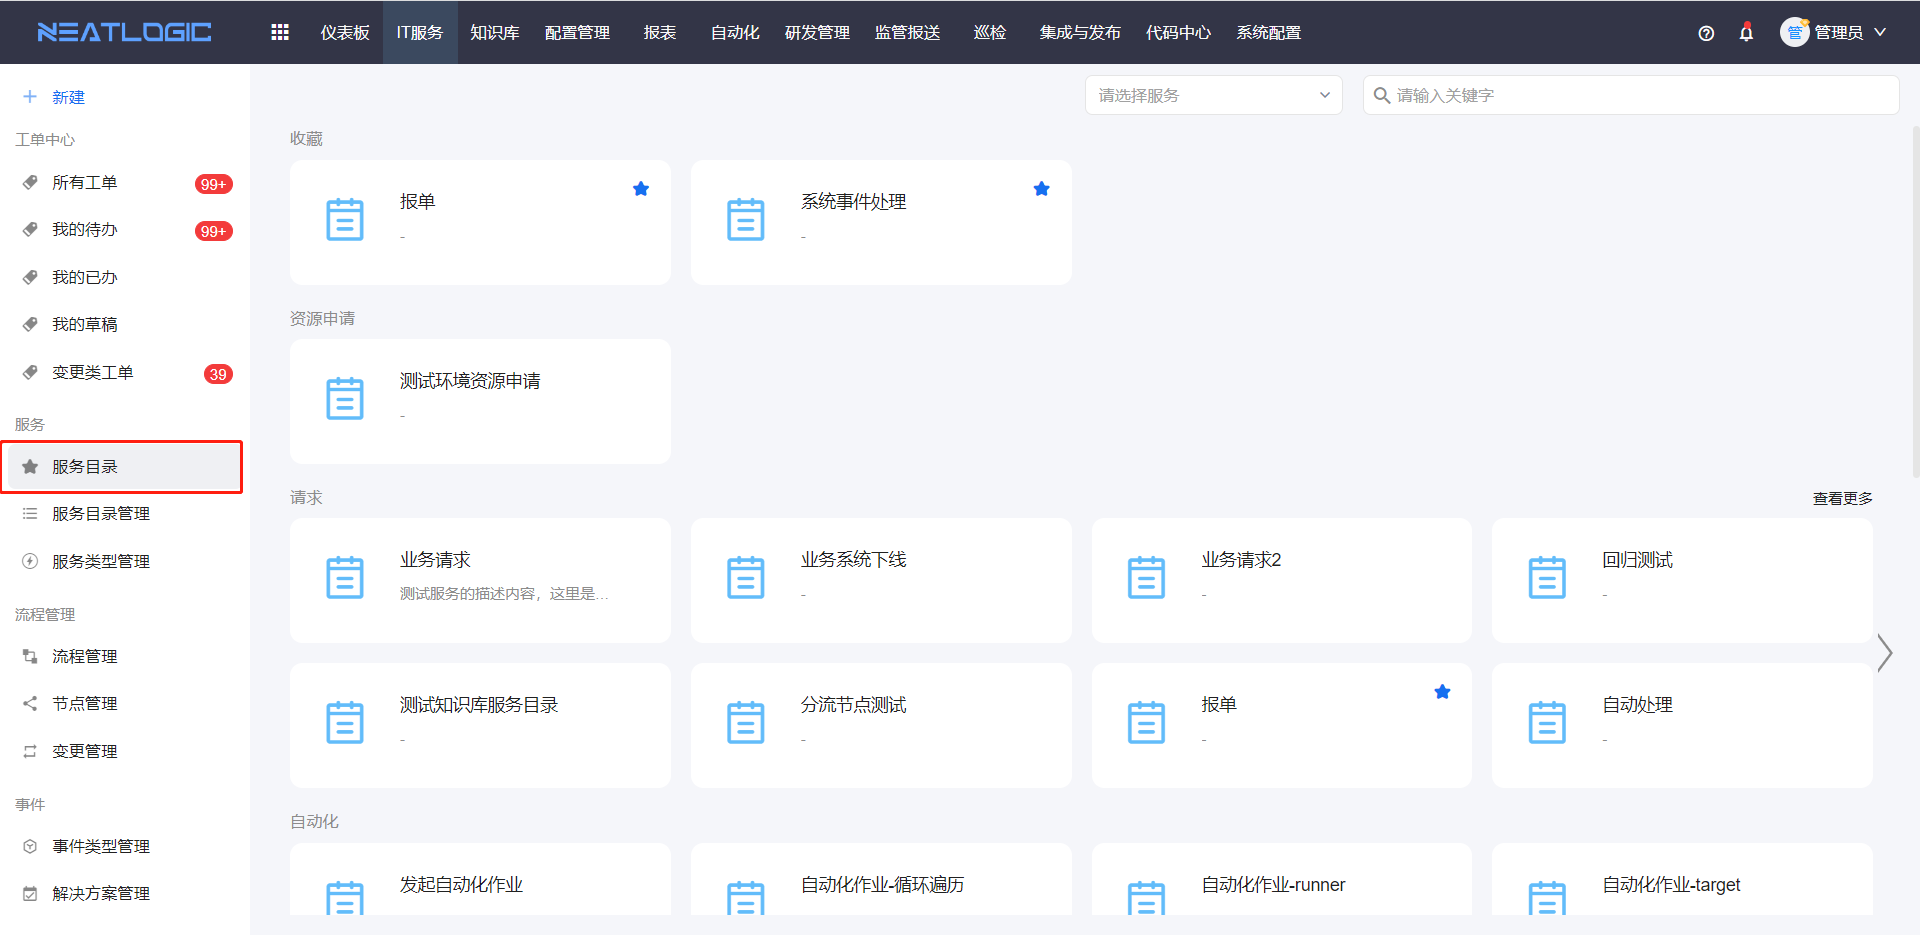 NEATLOGIC
仪表板
IT服务
知识库
配置管理
报表
自动化
研发管理
监管报送
巡检
集成与发布
代码中心
系统配置
管
管理员
新建
工单中心
所有工单
99+
我的待办
99+
我的已办
我的草稿
变更类工单
39
服务
服务目录
服务目录管理
服务类型管理
流程管理
流程管理
节点管理
变更管理
事件
事件类型管理
解决方案管理
请选择服务
请输入关键字
收藏
报单
-
系统事件处理
-
资源申请
测试环境资源申请
-
请求
查看更多
业务请求
测试服务的描述内容，这里是...
业务系统下线
-
业务请求2
-
回归测试
-
测试知识库服务目录
-
分流节点测试
-
报单
-
自动处理
-
自动化
发起自动化作业
自动化作业-循环遍历
自动化作业-runner
自动化作业-target